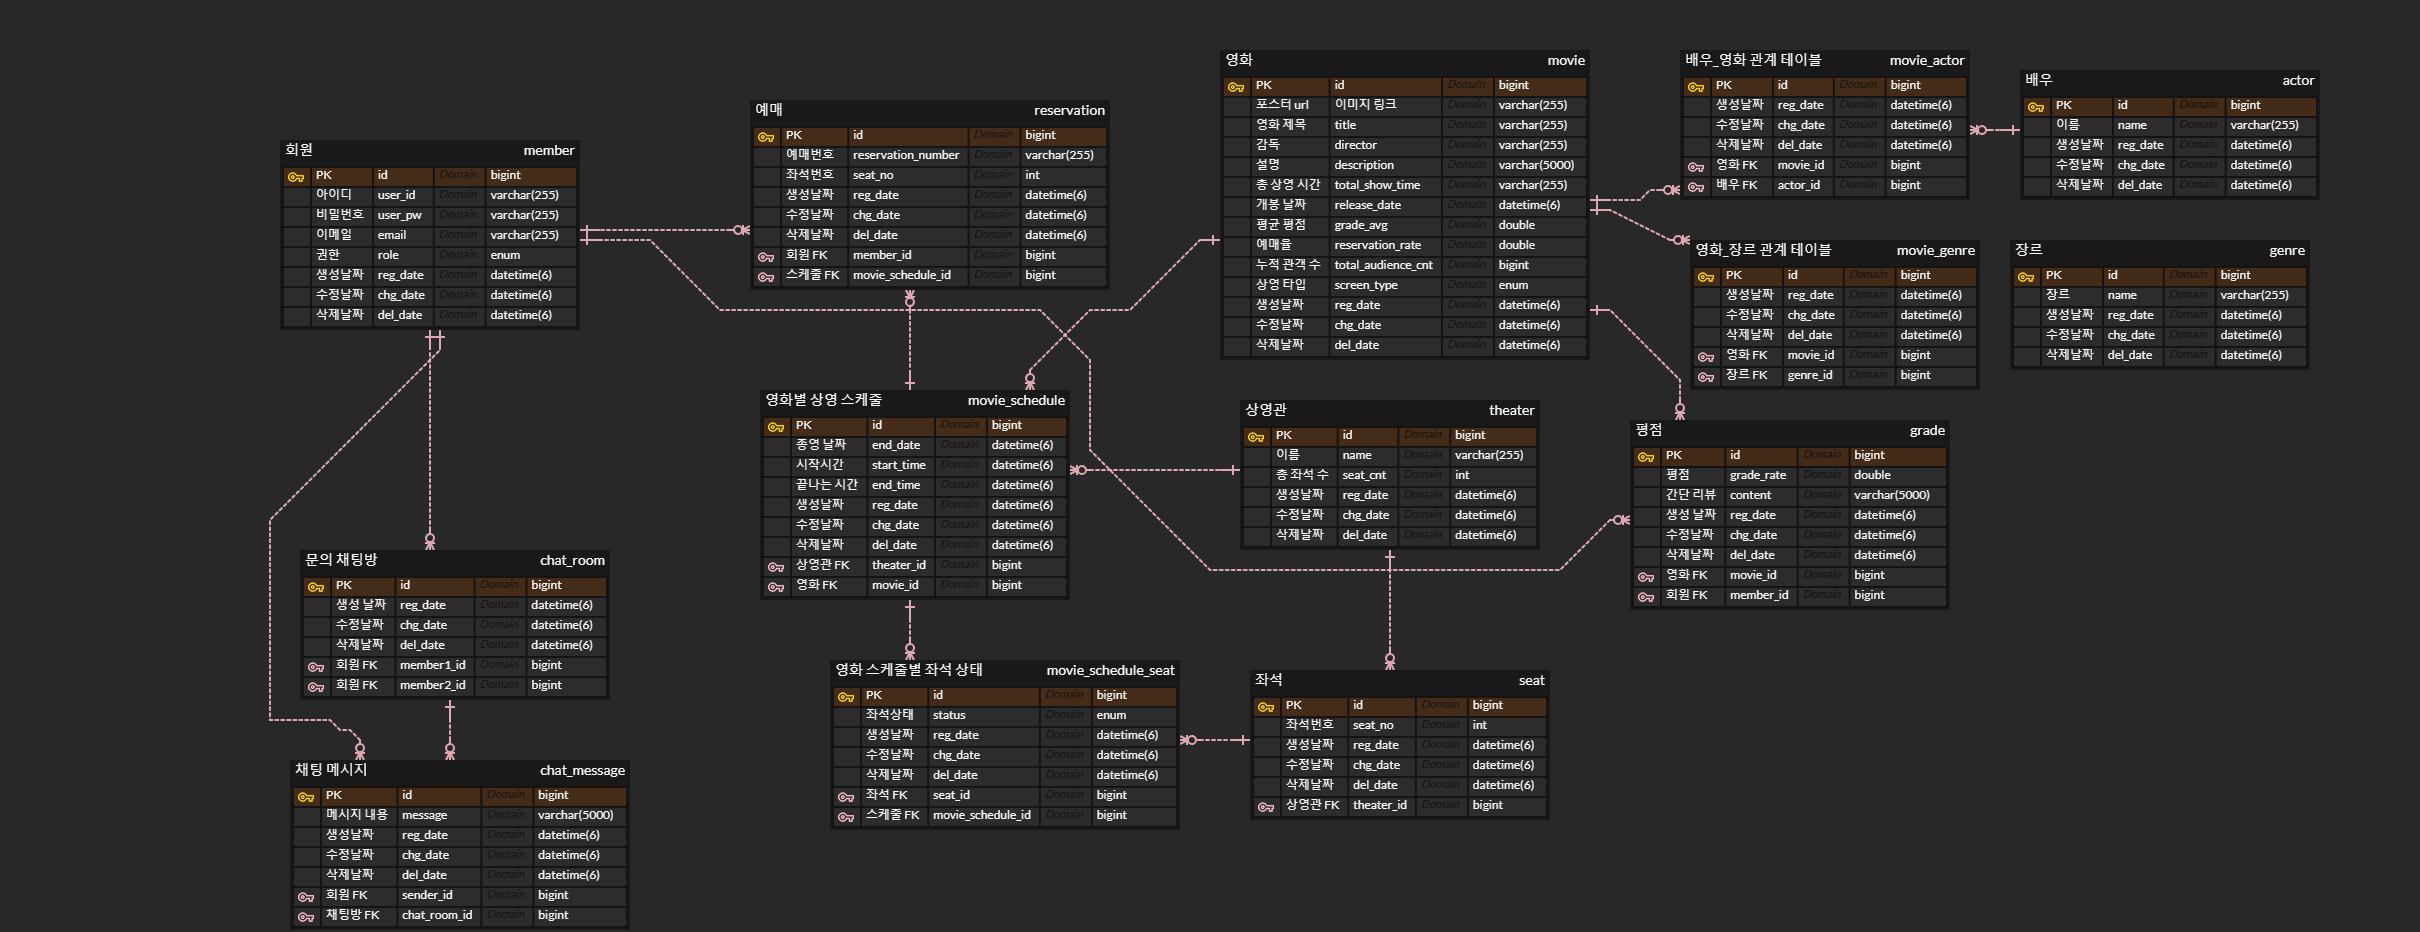 회원 member
PK id Domain bigint
아이디 user_id Domain varchar(255)
비밀번호 user_pw Domain varchar(255)
이메일 email Domain varchar(255)
권한 role Domain enum
생성날짜 reg_date Domain datetime(6)
수정날짜 chg_date Domain datetime(6)
삭제날짜 del_date Domain datetime(6)
예매 reservation
PK id Domain bigint
예매번호 reservation_number Domain varchar(255)
좌석번호 seat_no Domain int
생성날짜 reg_date Domain datetime(6)
수정날짜 chg_date Domain datetime(6)
삭제날짜 del_date Domain datetime(6)
회원 FK member_id Domain bigint
스케줄 FK movie_schedule_id Domain bigint
영화 movie
PK id Domain bigint
포스터 url 이미지 링크 Domain varchar(255)
영화 제목 title Domain varchar(255)
감독 director Domain varchar(255)
설명 description Domain varchar(5000)
총 상영 시간 total_show_time Domain varchar(255)
개봉 날짜 release_date Domain datetime(6)
평균 평점 grade_avg Domain double
예매율 reservation_rate Domain double
누적 관객 수 total_audience_cnt Domain bigint
상영 타입 screen_type Domain enum
생성날짜 reg_date Domain datetime(6)
수정날짜 chg_date Domain datetime(6)
삭제날짜 del_date Domain datetime(6)
배우_영화 관계 테이블 movie_actor
PK id Domain bigint
생성날짜 reg_date Domain datetime(6)
수정날짜 chg_date Domain datetime(6)
삭제날짜 del_date Domain datetime(6)
영화 FK movie_id Domain bigint
배우 FK actor_id Domain bigint
배우 actor
PK id Domain bigint
이름 name Domain varchar(255)
생성날짜 reg_date Domain datetime(6)
수정날짜 chg_date Domain datetime(6)
삭제날짜 del_date Domain datetime(6)
영화_장르 관계 테이블 movie_genre
PK id Domain bigint
생성날짜 reg_date Domain datetime(6)
수정날짜 chg_date Domain datetime(6)
삭제날짜 del_date Domain datetime(6)
영화 FK movie_id Domain bigint
장르 FK genre_id Domain bigint
장르 genre
PK id Domain bigint
장르 name Domain varchar(255)
생성날짜 reg_date Domain datetime(6)
수정날짜 chg_date Domain datetime(6)
삭제날짜 del_date Domain datetime(6)
영화별 상영 스케줄 movie_schedule
PK id Domain bigint
종영 날짜 end_date Domain datetime(6)
시작시간 start_time Domain datetime(6)
끝나는 시간 end_time Domain datetime(6)
생성날짜 reg_date Domain datetime(6)
수정날짜 chg_date Domain datetime(6)
삭제날짜 del_date Domain datetime(6)
상영관 FK theater_id Domain bigint
영화 FK movie_id Domain bigint
상영관 theater
PK id Domain bigint
이름 name Domain varchar(255)
총 좌석 수 seat_cnt Domain int
생성날짜 reg_date Domain datetime(6)
수정날짜 chg_date Domain datetime(6)
삭제날짜 del_date Domain datetime(6)
평점 grade
PK id Domain bigint
평점 grade_rate Domain double
간단 리뷰 content Domain varchar(5000)
생성 날짜 reg_date Domain datetime(6)
수정날짜 chg_date Domain datetime(6)
삭제날짜 del_date Domain datetime(6)
영화 FK movie_id Domain bigint
회원 FK member_id Domain bigint
문의 채팅방 chat_room
PK id Domain bigint
생성 날짜 reg_date Domain datetime(6)
수정날짜 chg_date Domain datetime(6)
삭제날짜 del_date Domain datetime(6)
회원 FK member1_id Domain bigint
회원 FK member2_id Domain bigint
영화 스케줄별 좌석 상태 movie_schedule_seat
PK id Domain bigint
좌석상태 status Domain enum
생성날짜 reg_date Domain datetime(6)
수정날짜 chg_date Domain datetime(6)
삭제날짜 del_date Domain datetime(6)
좌석 FK seat_id Domain bigint
스케줄 FK movie_schedule_id Domain bigint
좌석 seat
PK id Domain bigint
좌석번호 seat_no Domain int
생성날짜 reg_date Domain datetime(6)
수정날짜 chg_date Domain datetime(6)
삭제날짜 del_date Domain datetime(6)
상영관 FK theater_id Domain bigint
채팅 메시지 chat_message
PK id Domain bigint
메시지 내용 message Domain varchar(5000)
생성날짜 reg_date Domain datetime(6)
수정날짜 chg_date Domain datetime(6)
삭제날짜 del_date Domain datetime(6)
회원 FK sender_id Domain bigint
채팅방 FK chat_room_id Domain bigint